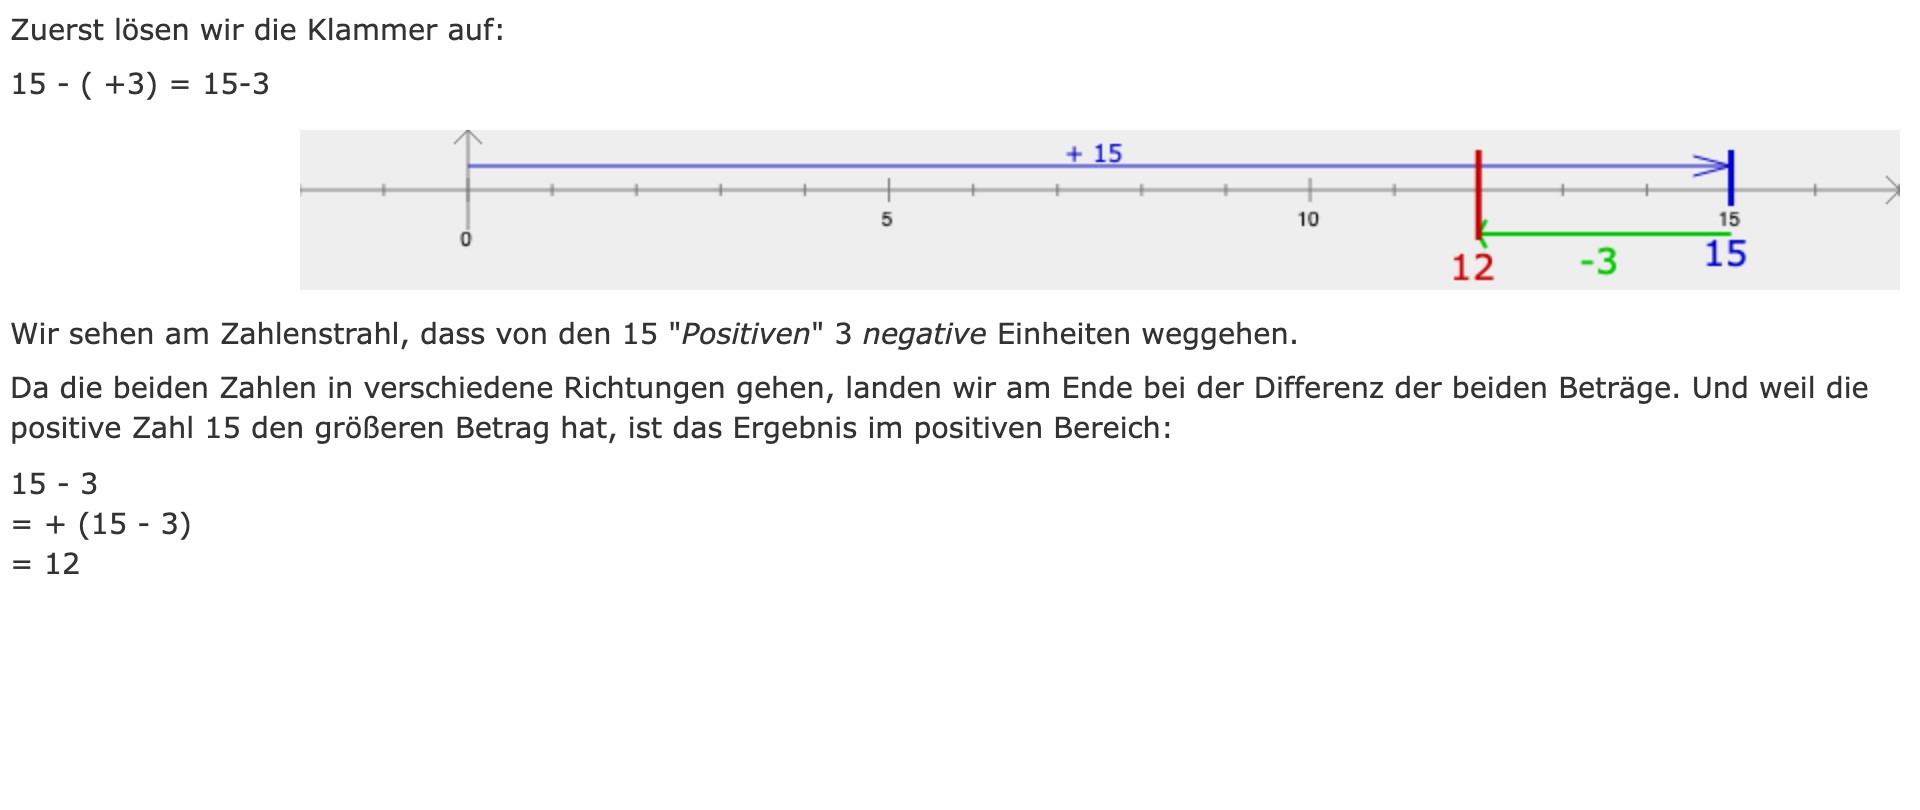 Zuerst lösen wir die Klammer auf:
15 - ( +3) = 15-3
+ 15
0
5
10
15
12
-3
15
Wir sehen am Zahlenstrahl, dass von den 15 "Positiven" 3 negative Einheiten weggehen.
Da die beiden Zahlen in verschiedene Richtungen gehen, landen wir am Ende bei der Differenz der beiden Beträge. Und weil die
positive Zahl 15 den größeren Betrag hat, ist das Ergebnis im positiven Bereich:
15 - 3
= + (15 - 3)
= 12